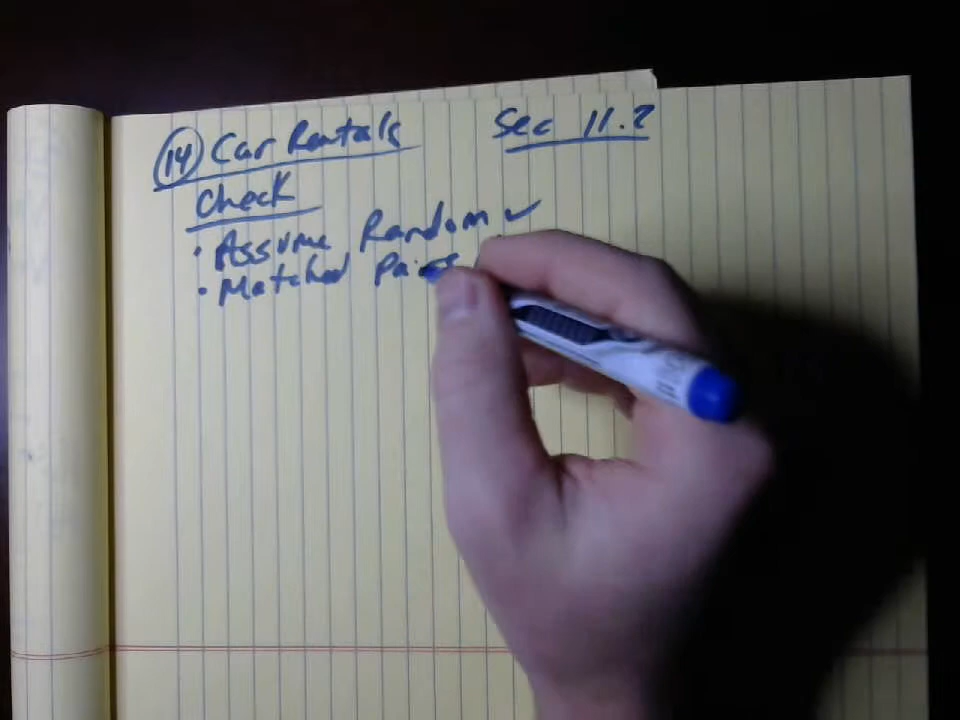 14 Car Rentals
Sec 11.2
Check
• Assume Random ✓
• Matched Pairs